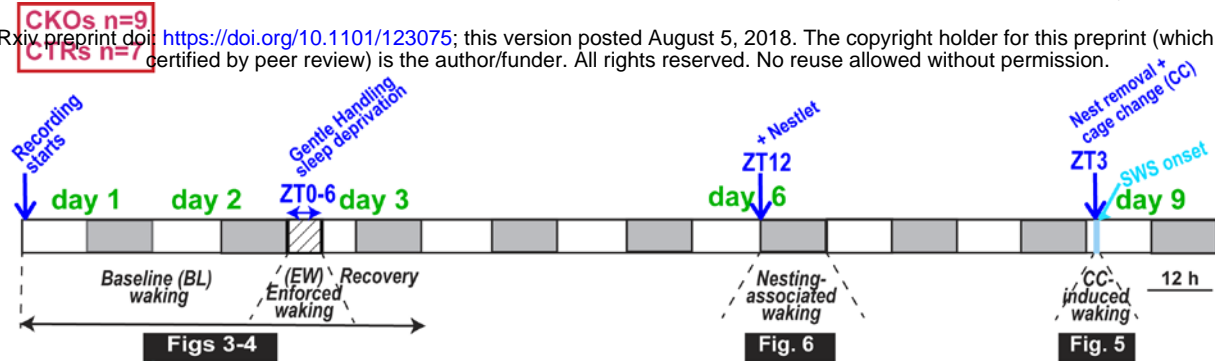 CKOs n=9
Rxiv preprint doi: https://doi.org/10.1101/123075; this version posted August 5, 2018. The copyright holder for this preprint (which
CTRs n=7
certified by peer review) is the author/funder. All rights reserved. No reuse allowed without permission.
Recording
starts
Gentle Handling
sleep deprivation
+ Nestlet
Nest removal +
cage change (CC)
ZT12
ZT3
SWS onset
day 1
day 2
ZT0-6
day 3
day 6
day 9
Baseline (BL)
waking
(EW)
Enforced
waking
Recovery
Nesting-
associated
waking
CC-
induced
waking
12 h
Figs 3-4
Fig. 6
Fig. 5